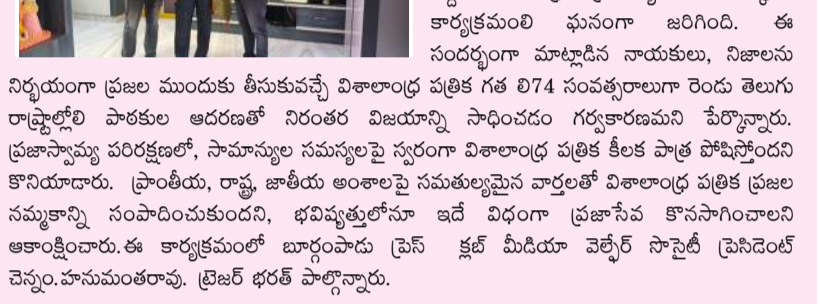 కార్యక్రమంలి ఘనంగా జరిగింది. ఈ
సందర్భంగా మాట్లాడిన నాయకులు, నిజాలను
నిర్భయంగా ప్రజల ముందుకు తీసుకువచ్చే విశాలాంధ్ర పత్రిక గత లి74 సంవత్సరాలుగా రెండు తెలుగు
రాష్ట్రాల్లోలి పాఠకుల ఆదరణతో నిరంతర విజయాన్ని సాధించడం గర్వకారణమని పేర్కొన్నారు.
ప్రజాస్వామ్య పరిరక్షణలో, సామాన్యుల సమస్యలపై స్వరంగా విశాలాంధ్ర పత్రిక కీలక పాత్ర పోషిస్తోందని
కొనియాడారు. ప్రాంతీయ, రాష్ట్ర, జాతీయ అంశాలపై సమతుల్యమైన వార్తలతో విశాలాంధ్ర పత్రిక ప్రజల
నమ్మకాన్ని సంపాదించుకుందని, భవిష్యత్తులోనూ ఇదే విధంగా ప్రజాసేవ కొనసాగించాలని
ఆకాంక్షించారు.ఈ కార్యక్రమంలో బూర్గంపాడు ప్రెస్ క్లబ్ మీడియా వెల్ఫేర్ సొసైటీ ప్రెసిడెంట్
చెన్నం.హనుమంతరావు. ట్రెజర్ భరత్ పాల్గొన్నారు.